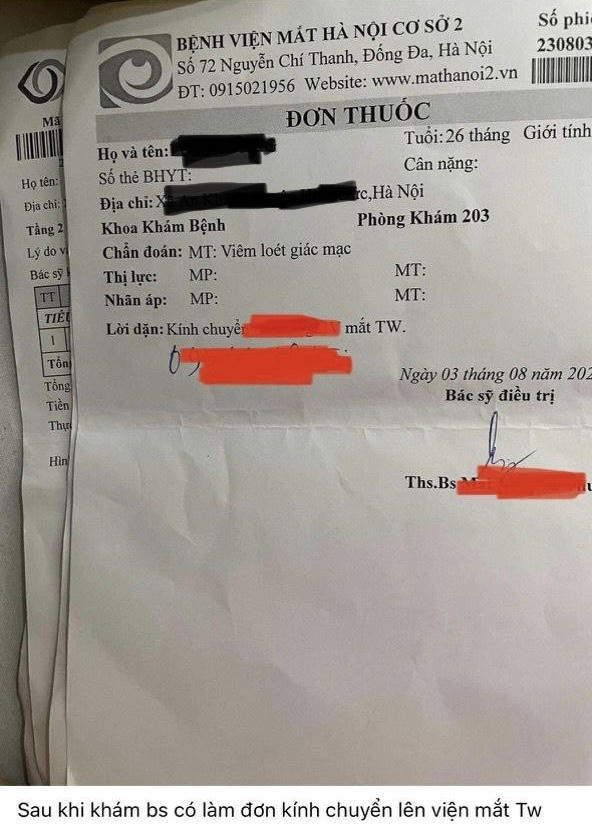 BỆNH VIỆN MẮT HÀ NỘI CƠ SỞ 2
Số 72 Nguyễn Chí Thanh, Đống Đa, Hà Nội
ĐT: 0915021956 Website: www.mathanoi2.vn
Số phi
230803
ĐƠN THUỐC
Họ và tên:
Tuổi: 26 tháng Giới tính
Số thẻ BHYT:
Cân nặng:
Địa chỉ: ,Hà Nội
Khoa Khám Bệnh
Phòng Khám 203
Chẩn đoán: MT: Viêm loét giác mạc
Thị lực: MP: MT:
Nhãn áp: MP: MT:
Lời dặn: Kính chuyể mắt TW.
Ngày 03 tháng 08 năm 202
Bác sỹ điều trị
Ths.Bs
Mã
Họ tên:
Địa chỉ:
Tầng 2
Lý do v
Bác sỹ
TT
TIÊU
1
Tổn
Tổng
Tiền
Thự
Hìn
Sau khi khám bs có làm đơn kính chuyển lên viện mắt Tw